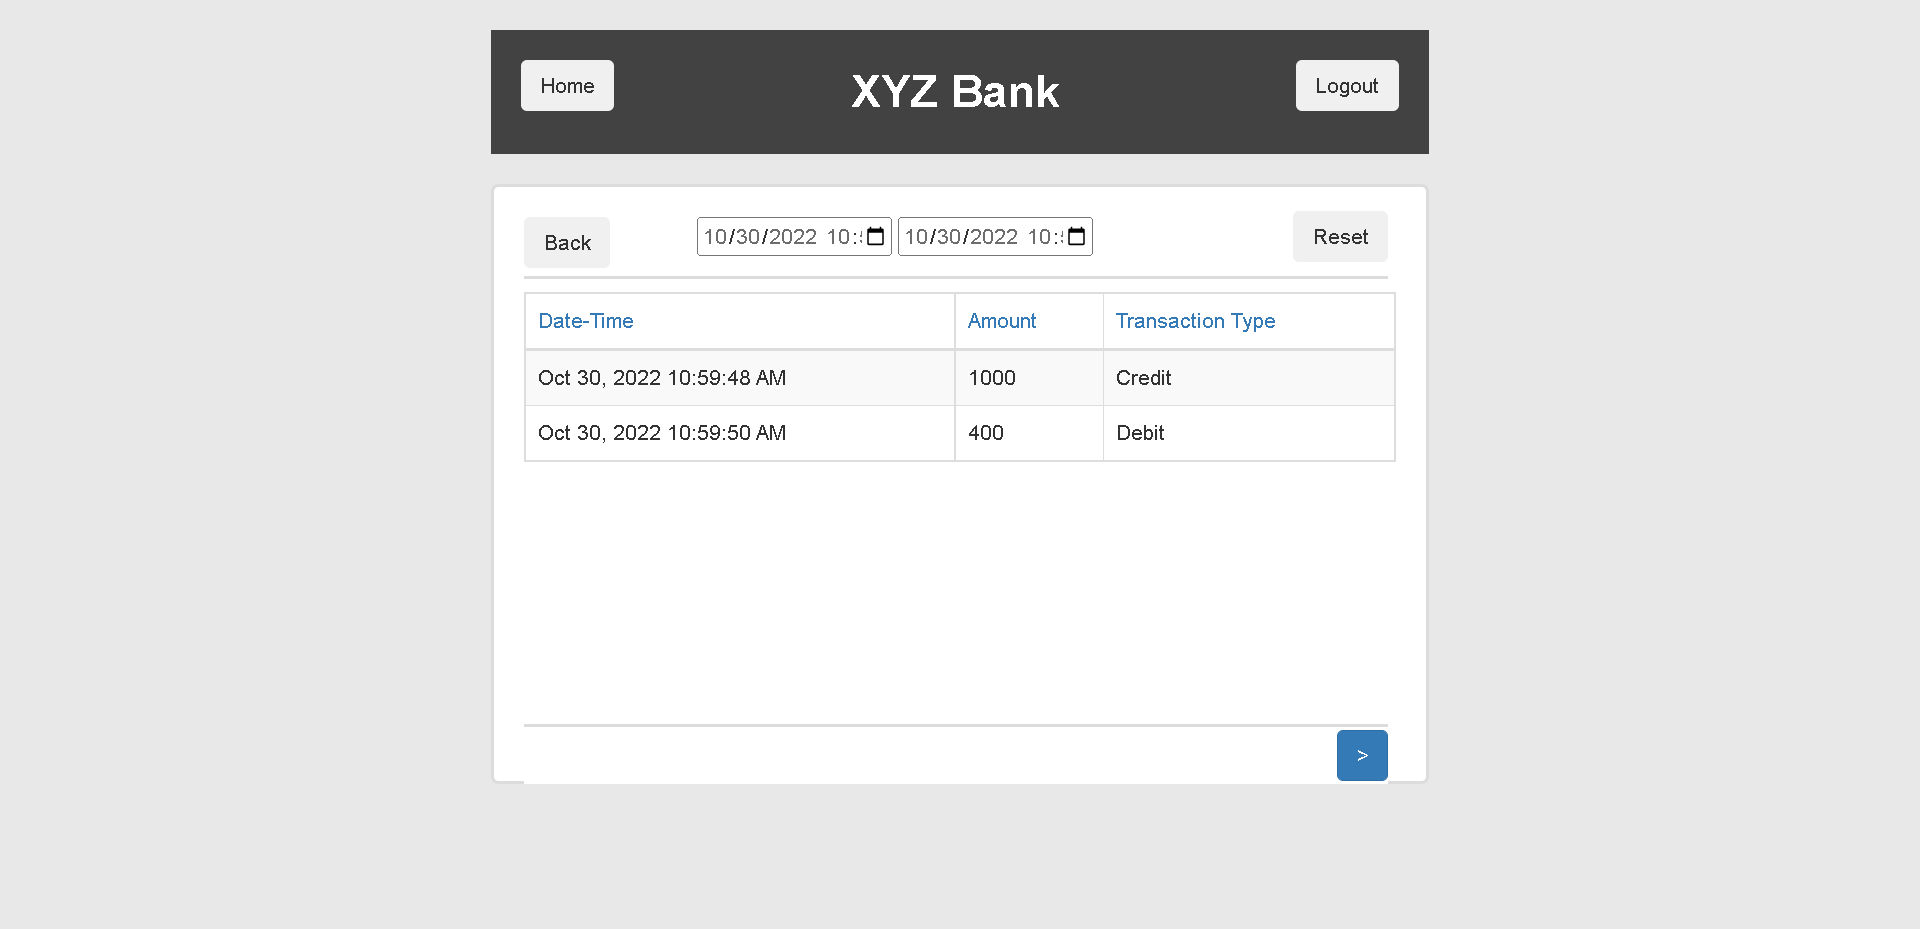 Home XYZ Bank Logout
Back 10/30/2022 10: 10/30/2022 10: Reset
Date-Time Amount Transaction Type
Oct 30, 2022 10:59:48 AM 1000 Credit
Oct 30, 2022 10:59:50 AM 400 Debit
>